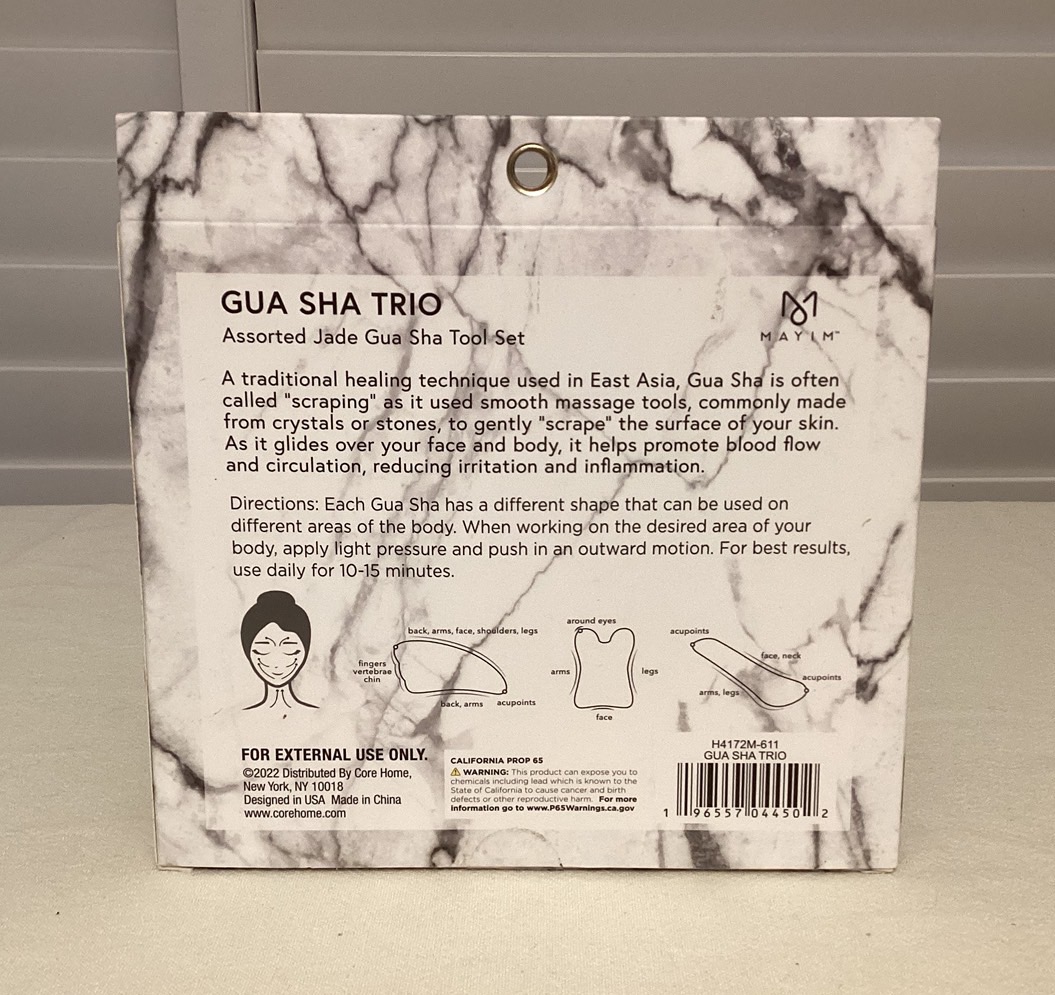 GUA SHA TRIO
Assorted Jade Gua Sha Tool Set
MAYIM™
A traditional healing technique used in East Asia, Gua Sha is often
called "scraping" as it used smooth massage tools, commonly made
from crystals or stones, to gently "scrape" the surface of your skin.
As it glides over your face and body, it helps promote blood flow
and circulation, reducing irritation and inflammation.
Directions: Each Gua Sha has a different shape that can be used on
different areas of the body. When working on the desired area of your
body, apply light pressure and push in an outward motion. For best results,
use daily for 10-15 minutes.
back, arms, face, shoulders, legs
fingers
vertebrae
chin
back, arms
acupoints
around eyes
arms
legs
face
acupoints
face, neck
acupoints
arms, legs
FOR EXTERNAL USE ONLY.
©2022 Distributed By Core Home,
New York, NY 10018
Designed in USA Made in China
www.corehome.com
CALIFORNIA PROP 65
⚠ WARNING: This product can expose you to
chemicals including lead which is known to the
State of California to cause cancer and birth
defects or other reproductive harm. For more
information go to www.P65Warnings.ca.gov
H4172M-611
GUA SHA TRIO
1 96557 04450 2